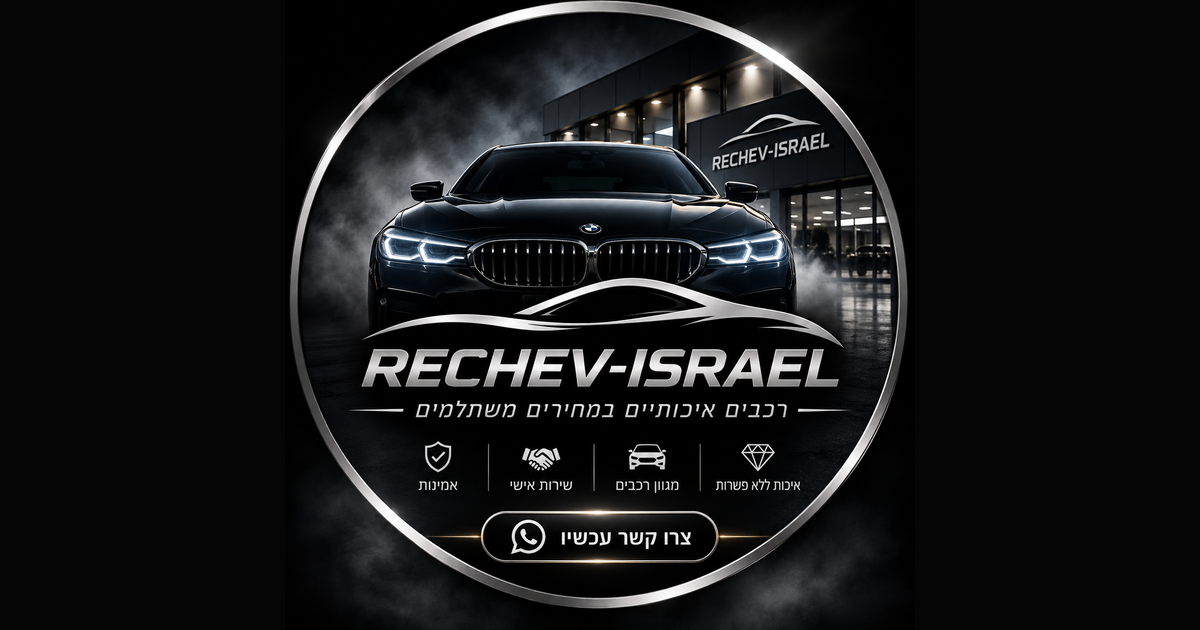 RECHEV-ISRAEL
RECHEV-ISRAEL
רכבים איכותיים במחירים משתלמים
איכות ללא פשרות
מגוון רכבים
שירות אישי
אמינות
צרו קשר עכשיו